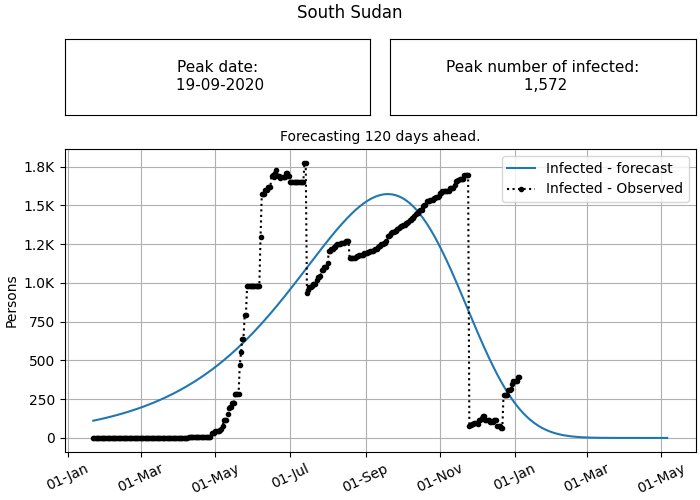 South Sudan
Peak date:
19-09-2020
Peak number of infected:
1,572
Forecasting 120 days ahead.
Infected - forecast
Infected - Observed
1.8K
1.5K
1.2K
1.0K
750
500
250
0
Persons
01-Jan
01-Mar
01-May
01-Jul
01-Sep
01-Nov
01-Jan
01-Mar
01-May